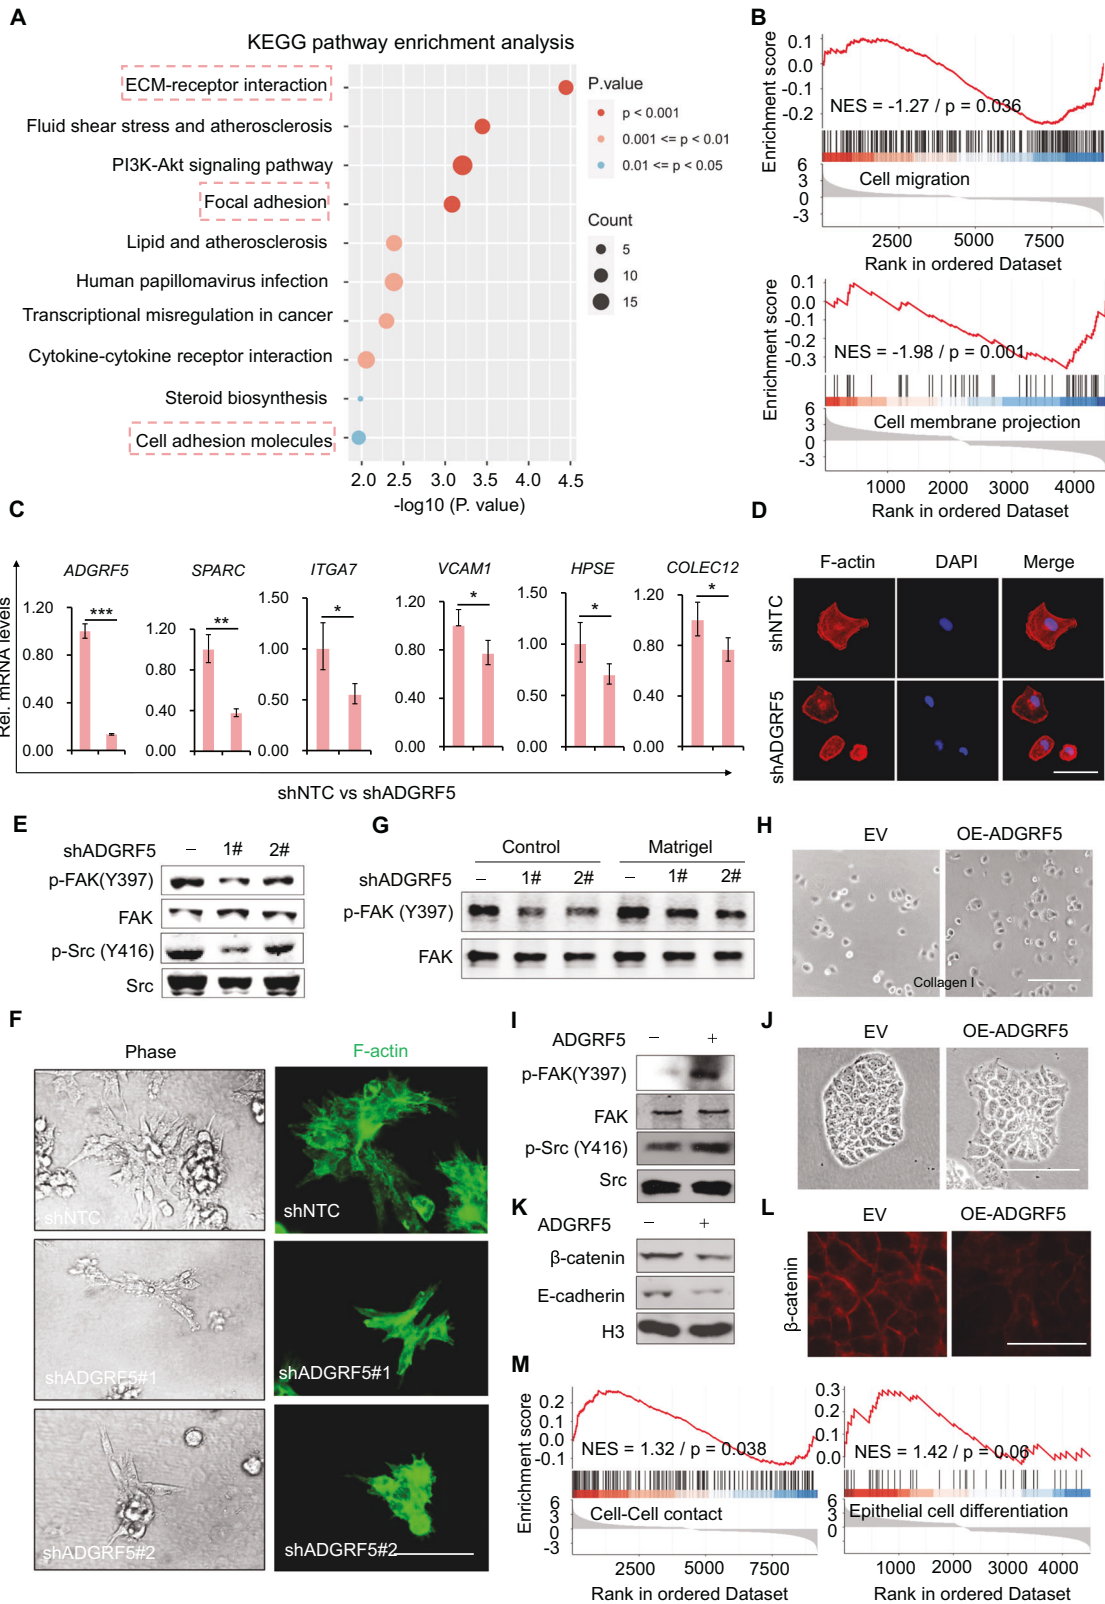 A
KEGG pathway enrichment analysis
ECM-receptor interaction
Fluid shear stress and atherosclerosis
PI3K-Akt signaling pathway
Focal adhesion
Lipid and atherosclerosis
Human papillomavirus infection
Transcriptional misregulation in cancer
Cytokine-cytokine receptor interaction
Steroid biosynthesis
Cell adhesion molecules
2.0 2.5 3.0 3.5 4.0 4.5
-log10 (P. value)
P.value
p < 0.001
0.001 <= p < 0.01
0.01 <= p < 0.05
Count
5
10
15
B
Enrichment score
0.1
0.0
-0.1
-0.2
NES = -1.27 / p = 0.036
6
3
0
-3
Cell migration
2500 5000 7500
Rank in ordered Dataset
Enrichment score
0.1
0.0
-0.1
-0.2
-0.3
NES = -1.98 / p = 0.001
6
3
0
-3
Cell membrane projection
1000 2000 3000 4000
Rank in ordered Dataset
C
Rel. mRNA levels
ADGRF5
1.20
0.80
0.40
0.00
***
SPARC
1.20
0.80
0.40
0.00
**
ITGA7
1.50
1.00
0.50
0.00
*
VCAM1
1.20
0.80
0.40
0.00
*
HPSE
1.50
1.00
0.50
0.00
*
COLEC12
1.20
0.80
0.40
0.00
*
shNTC vs shADGRF5
D
F-actin DAPI Merge
shNTC
shADGRF5
E
shADGRF5 – 1# 2#
p-FAK(Y397)
FAK
p-Src (Y416)
Src
G
Control Matrigel
shADGRF5 – 1# 2# – 1# 2#
p-FAK (Y397)
FAK
H
EV OE-ADGRF5
Collagen I
F
Phase F-actin
shNTC shNTC
shADGRF5#1 shADGRF5#1
shADGRF5#2 shADGRF5#2
I
ADGRF5 – +
p-FAK(Y397)
FAK
p-Src (Y416)
Src
J
EV OE-ADGRF5
K
ADGRF5 – +
β-catenin
E-cadherin
H3
L
EV OE-ADGRF5
β-catenin
M
Enrichment score
0.2
0.1
0.0
-0.1
NES = 1.32 / p = 0.038
6
3
0
-3
Cell-Cell contact
2500 5000 7500
Rank in ordered Dataset
0.3
0.2
0.1
0.0
NES = 1.42 / p = 0.06
6
3
0
Epithelial cell differentiation
1000 2000 3000 4000
Rank in ordered Dataset